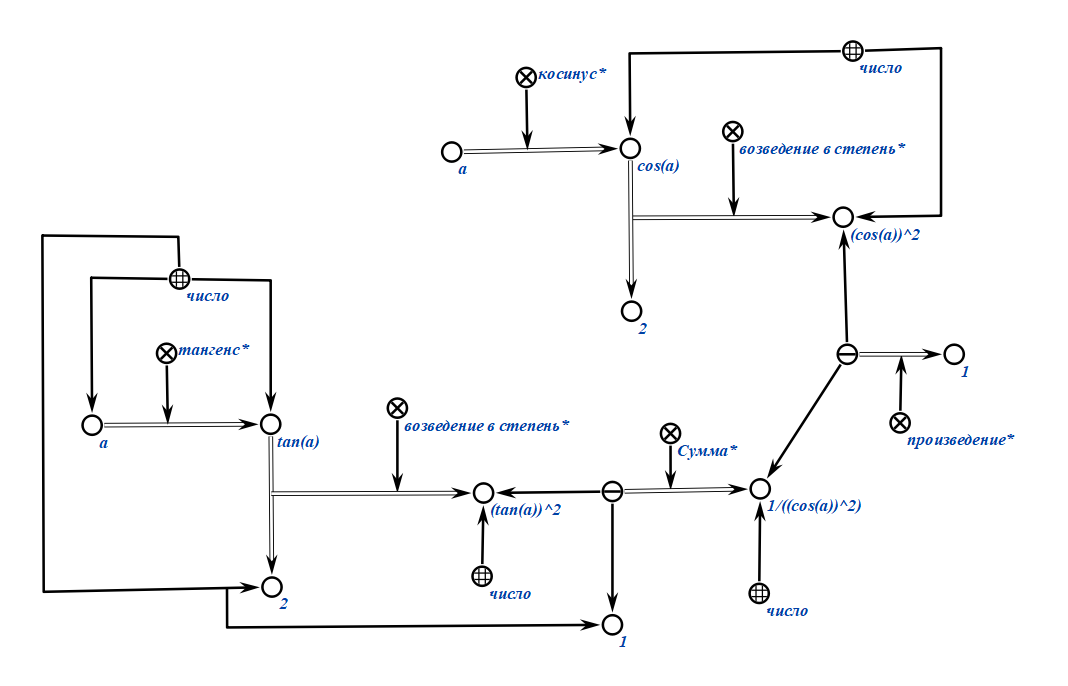 число
косинус*
возведение в степень*
a
cos(a)
(cos(a))^2
число
2
тангенс*
1
a
tan(a)
возведение в степень*
Сумма*
произведение*
(tan(a))^2
1/((cos(a))^2)
число
2
число
1